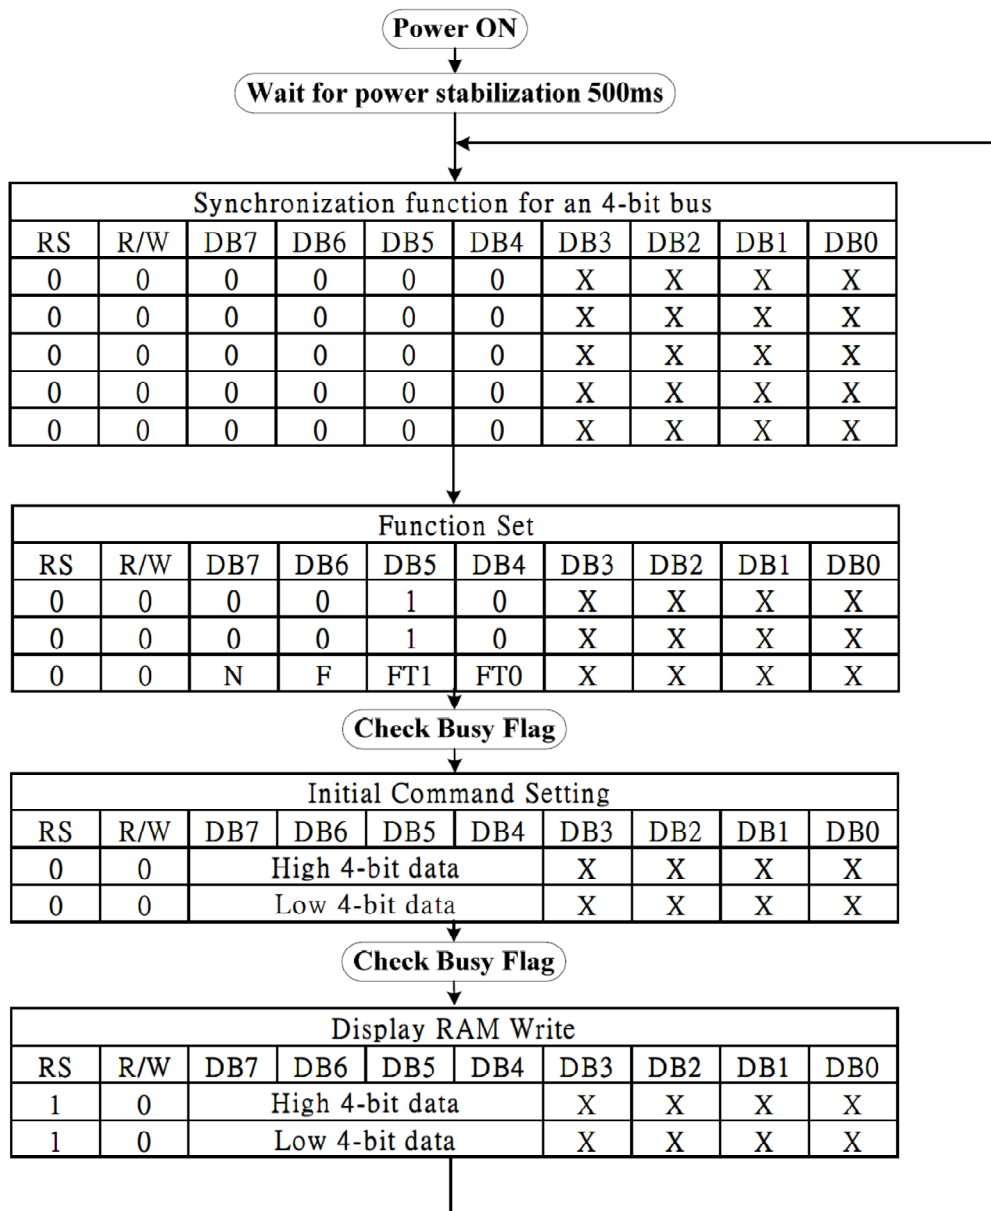 Power ON
Wait for power stabilization 500ms
Synchronization function for an 4-bit bus
RS R/W DB7 DB6 DB5 DB4 DB3 DB2 DB1 DB0
0 0 0 0 0 0 X X X X
0 0 0 0 0 0 X X X X
0 0 0 0 0 0 X X X X
0 0 0 0 0 0 X X X X
0 0 0 0 0 0 X X X X
Function Set
RS R/W DB7 DB6 DB5 DB4 DB3 DB2 DB1 DB0
0 0 0 0 1 0 X X X X
0 0 0 0 1 0 X X X X
0 0 N F FT1 FT0 X X X X
Check Busy Flag
Initial Command Setting
RS R/W DB7 DB6 DB5 DB4 DB3 DB2 DB1 DB0
0 0 High 4-bit data X X X X
0 0 Low 4-bit data X X X X
Check Busy Flag
Display RAM Write
RS R/W DB7 DB6 DB5 DB4 DB3 DB2 DB1 DB0
1 0 High 4-bit data X X X X
1 0 Low 4-bit data X X X X